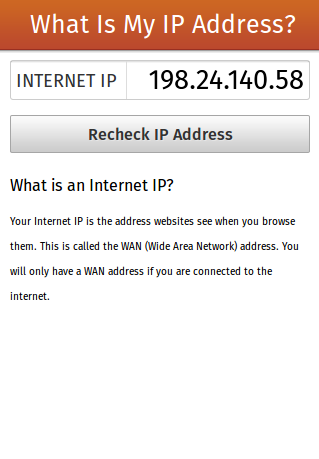 What Is My IP Address?
INTERNET IP 198.24.140.58
Recheck IP Address
What is an Internet IP?
Your Internet IP is the address websites see when you browse
them. This is called the WAN (Wide Area Network) address. You
will only have a WAN address if you are connected to the
internet.